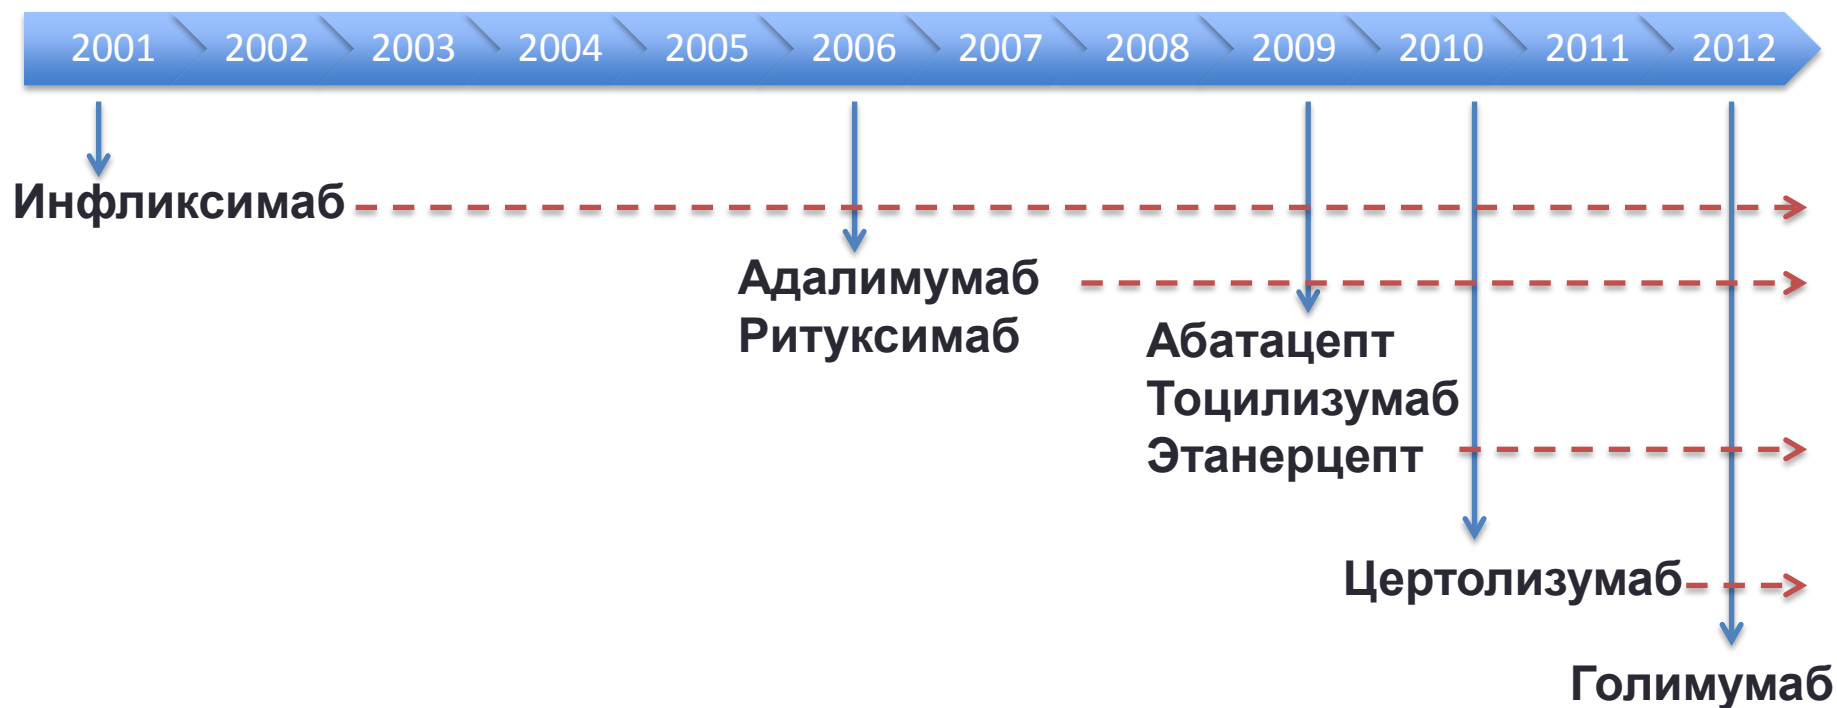 2001 2002 2003 2004 2005 2006 2007 2008 2009 2010 2011 2012
Инфликсимаб
Адалимумаб
Ритуксимаб
Абатацепт
Тоцилизумаб
Этанерцепт
Цертолизумаб
Голимумаб